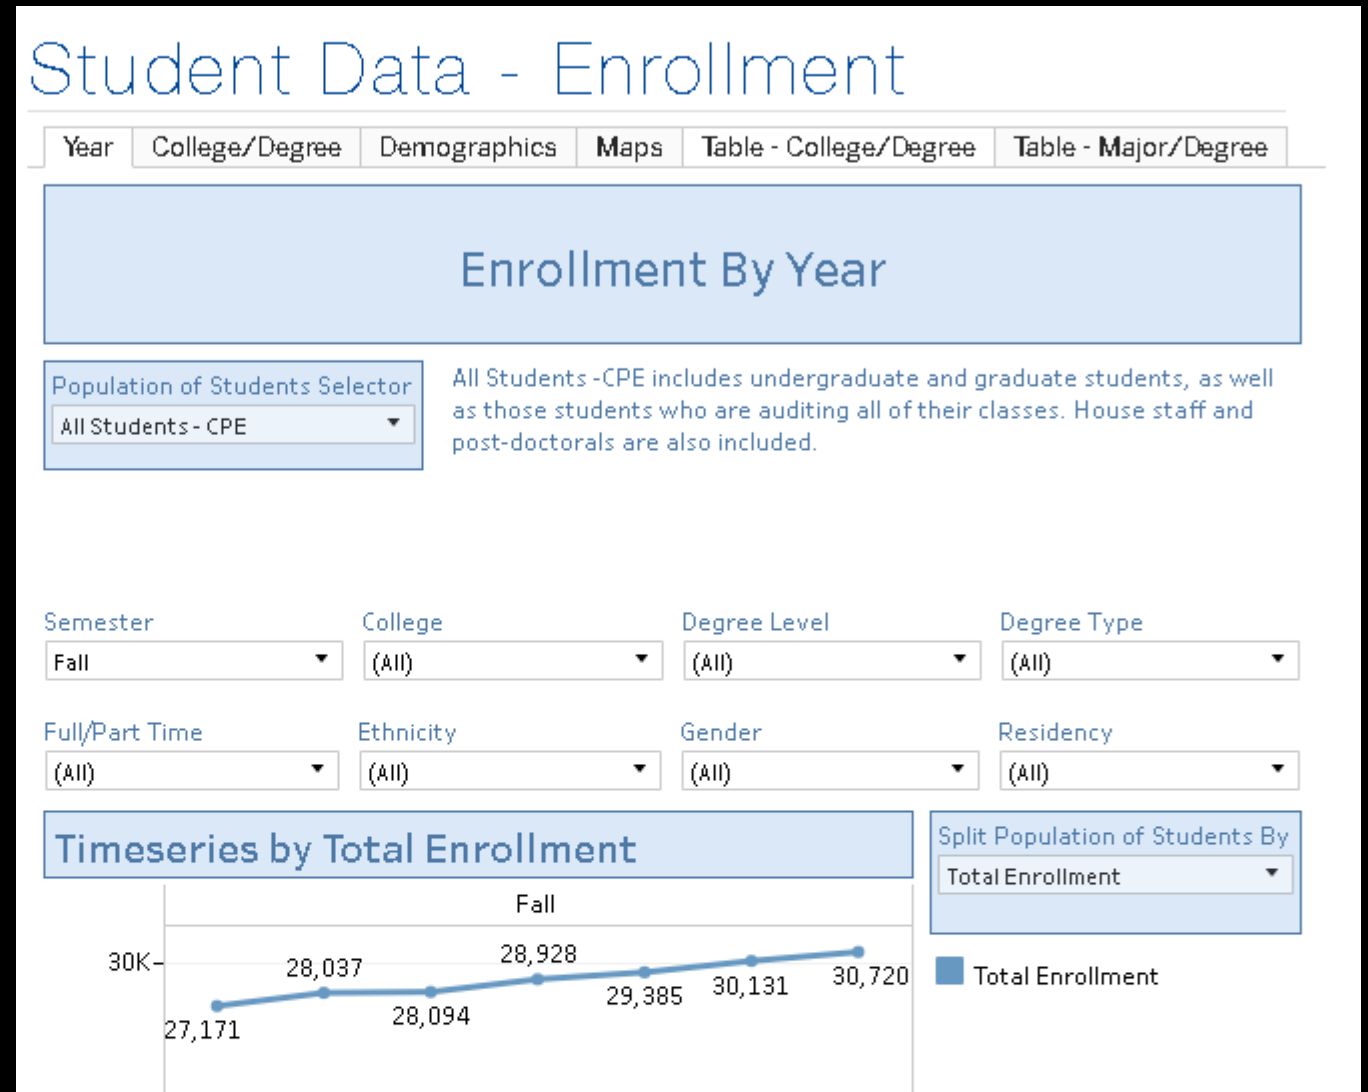 Student Data - Enrollment
Year College/Degree Demographics Maps Table - College/Degree Table - Major/Degree
Enrollment By Year
Population of Students Selector
All Students - CPE
All Students -CPE includes undergraduate and graduate students, as well
as those students who are auditing all of their classes. House staff and
post-doctorals are also included.
Semester College Degree Level Degree Type
Fall (All) (All) (All)
Full/Part Time Ethnicity Gender Residency
(All) (All) (All) (All)
Timeseries by Total Enrollment
Split Population of Students By
Total Enrollment
Fall
30K
27,171 28,037 28,094 28,928 29,385 30,131 30,720
Total Enrollment